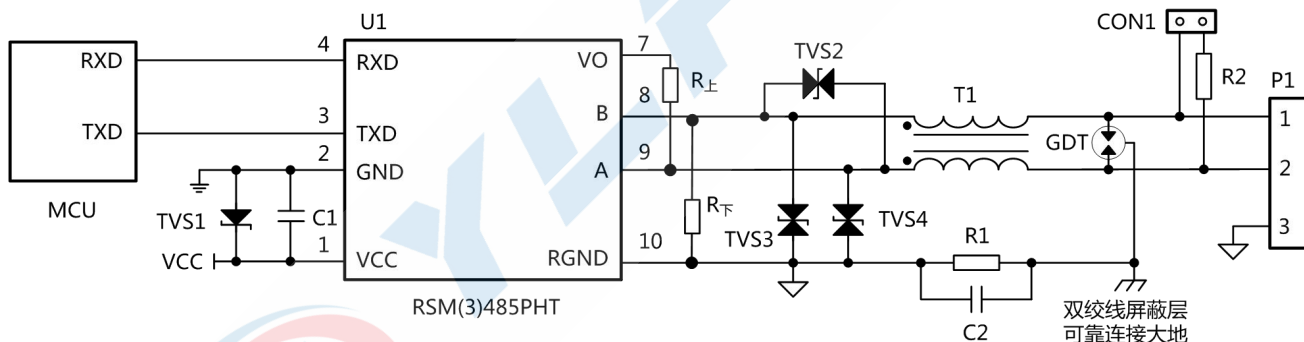 U1
CON1
RXD
4
RXD
VO
7
R上
TVS2
R2
P1
TXD
3
TXD
B
8
T1
1
2
GND
A
9
GDT
2
MCU
TVS1
C1
R下
TVS3
TVS4
3
VCC
1
VCC
RGND
10
R1
RSM(3)485PHT
C2
双绞线屏蔽层
可靠连接大地